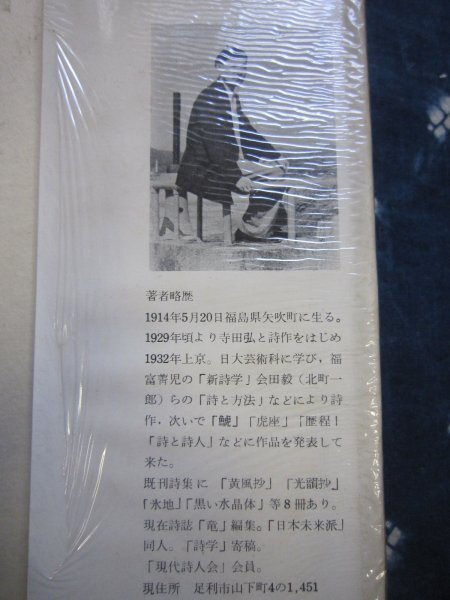 著者略歴
1914年5月20日福島県矢吹町に生る。
1929年頃より寺田弘と詩作をはじめ
1932年上京。日大芸術科に学び，福
富菁児の「新詩学」会田毅（北町一
郎）らの「詩と方法」などにより詩
作，次いで「鯱」「虎座」「歴程」
「詩と詩人」などに作品を発表して
来た。
既刊詩集に「黄風抄」「光韻抄」
「氷地」「黒い水晶体」等8冊あり。
現在詩誌「竜」編集。「日本未来派」
同人。「詩学」寄稿。
「現代詩人会」会員。
現住所　足利市山下町4の1,451